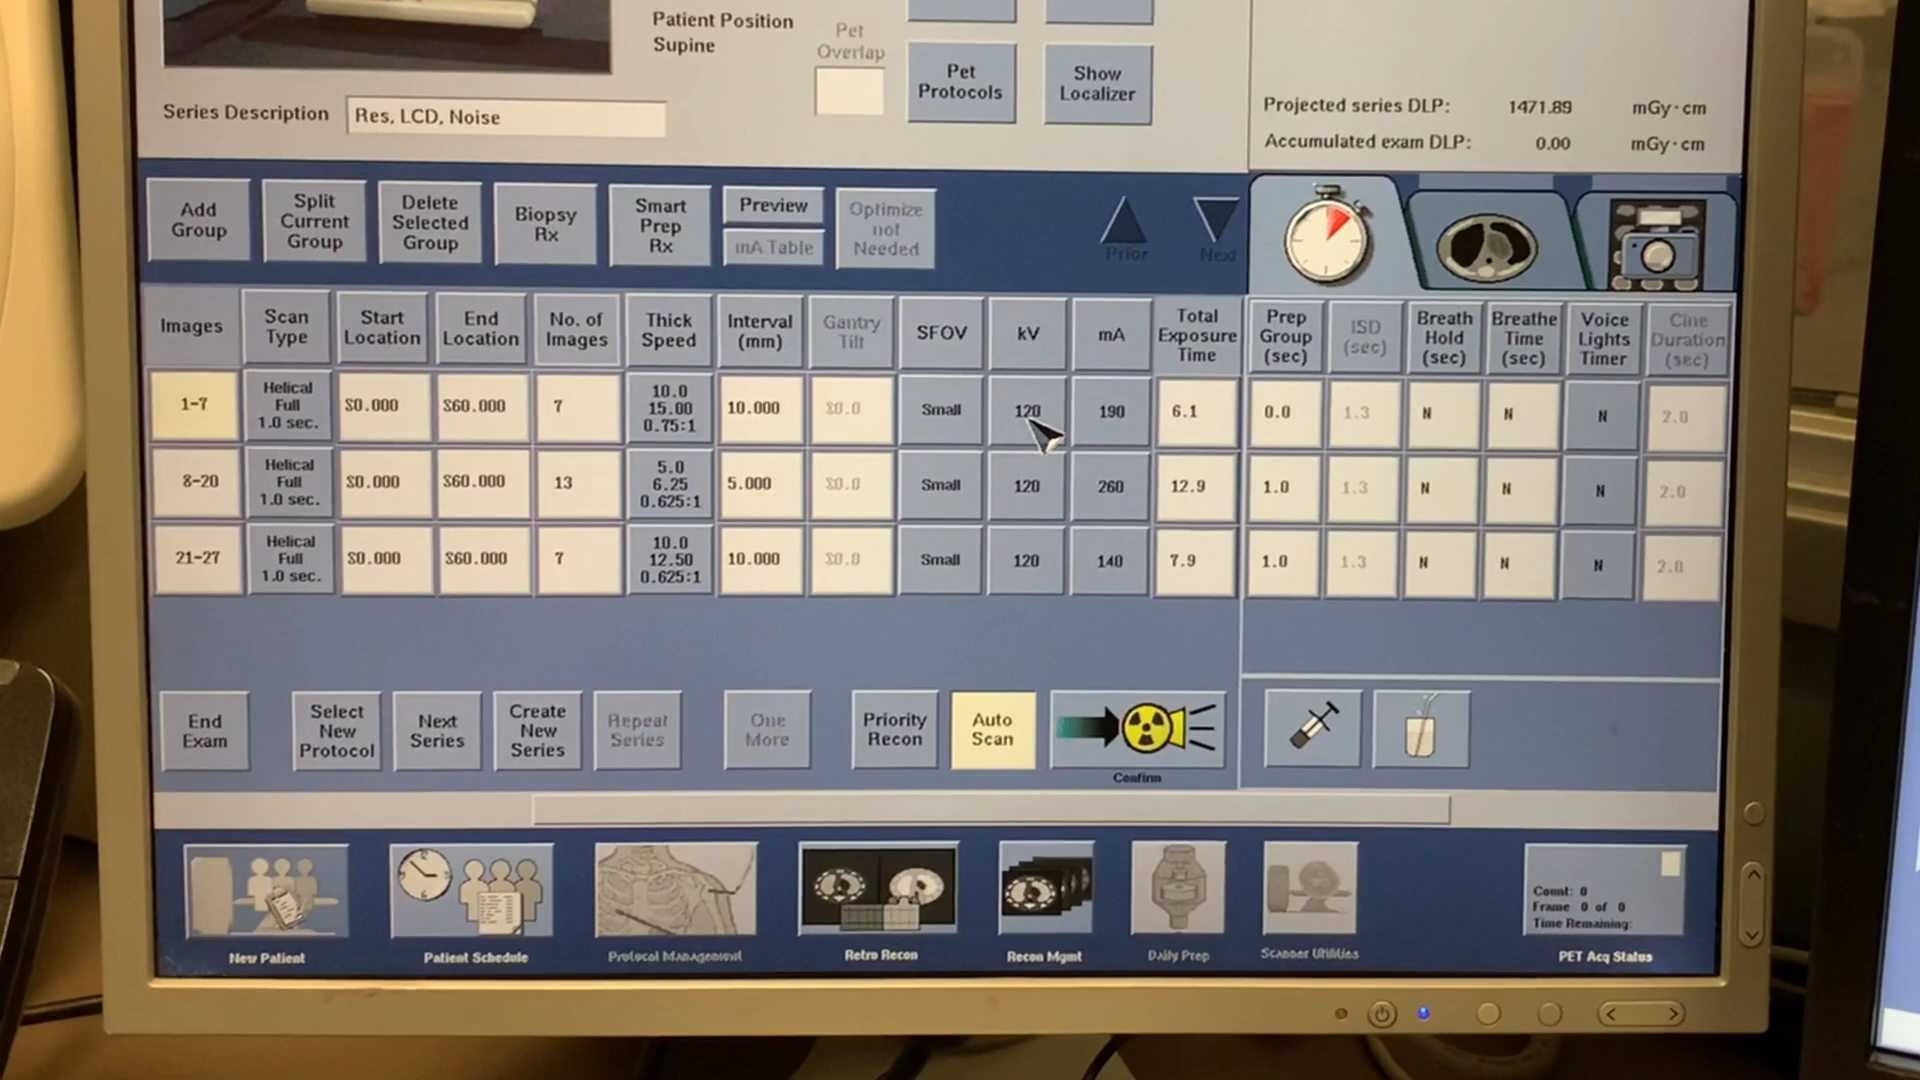 Patient Position
Supine
Pet
Overlap
Pet
Protocols
Show
Localizer
Series Description
Res, LCD, Noise
Projected series DLP: 1471.89 mGy·cm
Accumulated exam DLP: 0.00 mGy·cm
Add
Group
Split
Current
Group
Delete
Selected
Group
Biopsy
Rx
Smart
Prep
Rx
Preview
mA Table
Optimize
not
Needed
Prior
Next
Images
Scan
Type
Start
Location
End
Location
No. of
Images
Thick
Speed
Interval
(mm)
Gantry
Tilt
SFOV
kV
mA
Total
Exposure
Time
Prep
Group
(sec)
ISD
(sec)
Breath
Hold
(sec)
Breathe
Time
(sec)
Voice
Lights
Timer
Cine
Duration
(sec)
1-7
Helical
Full
1.0 sec.
S0.000
S60.000
7
10.0
15.00
0.75:1
10.000
S0.0
Small
120
190
6.1
0.0
1.3
N
N
N
2.0
8-20
Helical
Full
1.0 sec.
S0.000
S60.000
13
5.0
6.25
0.625:1
5.000
S0.0
Small
120
260
12.9
1.0
1.3
N
N
N
2.0
21-27
Helical
Full
1.0 sec.
S0.000
S60.000
7
10.0
12.50
0.625:1
10.000
S0.0
Small
120
140
7.9
1.0
1.3
N
N
N
2.0
End
Exam
Select
New
Protocol
Next
Series
Create
New
Series
Repeat
Series
One
More
Priority
Recon
Auto
Scan
Confirm
Count: 0
Frame 0 of 0
Time Remaining:
New Patient
Patient Schedule
Protocol Management
Retro Recon
Recon Mgmt
Daily Prep
Scanner Utilities
PET Acq Status